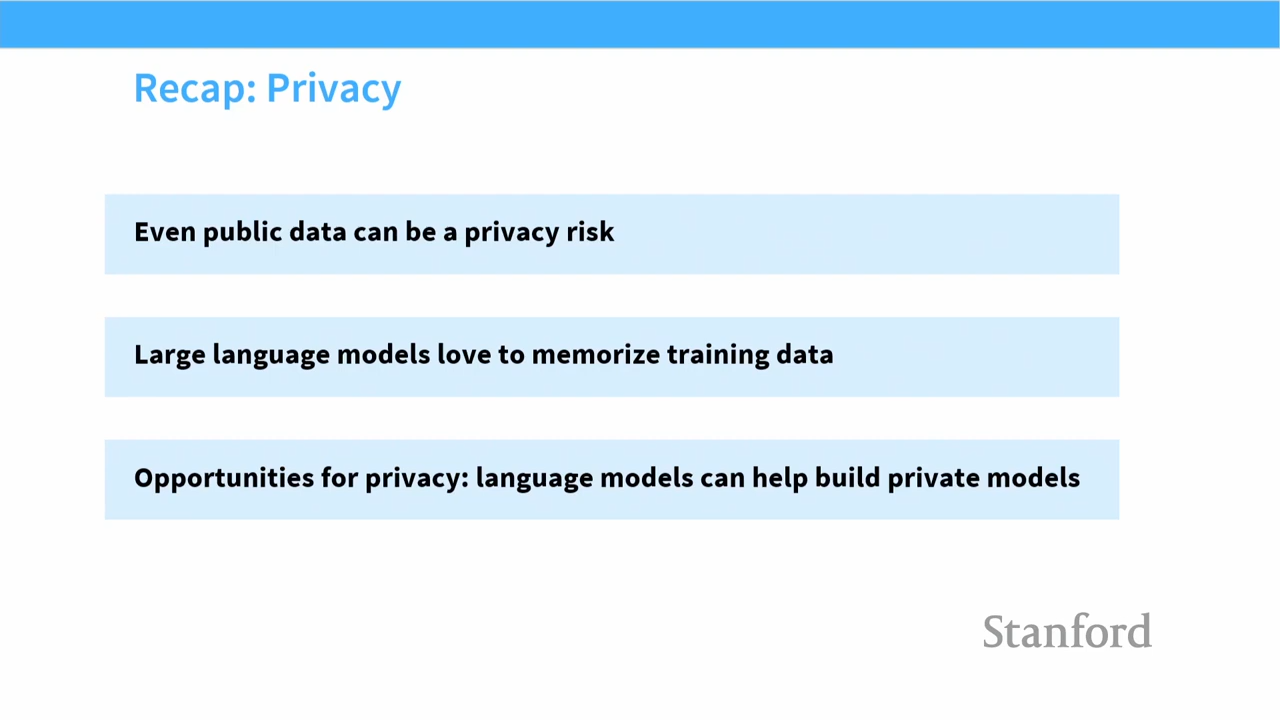 Recap: Privacy
Even public data can be a privacy risk
Large language models love to memorize training data
Opportunities for privacy: language models can help build private models
Stanford